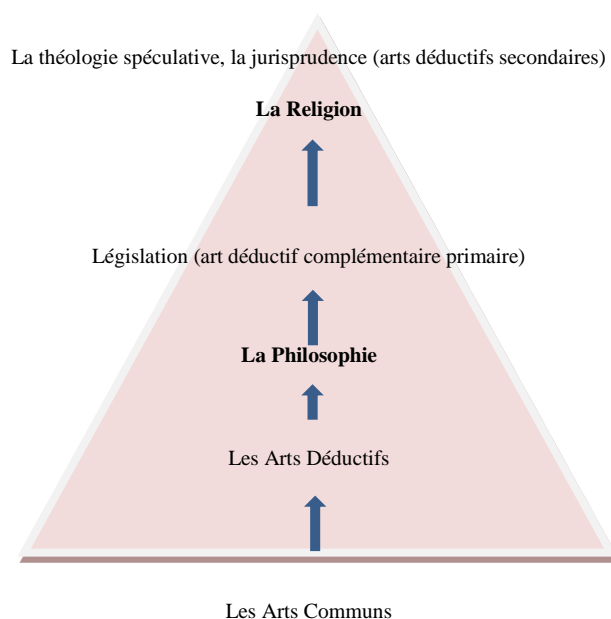 La théologie spéculative, la jurisprudence (arts déductifs secondaires)
La Religion
Législation (art déductif complémentaire primaire)
La Philosophie
Les Arts Déductifs
Les Arts Communs